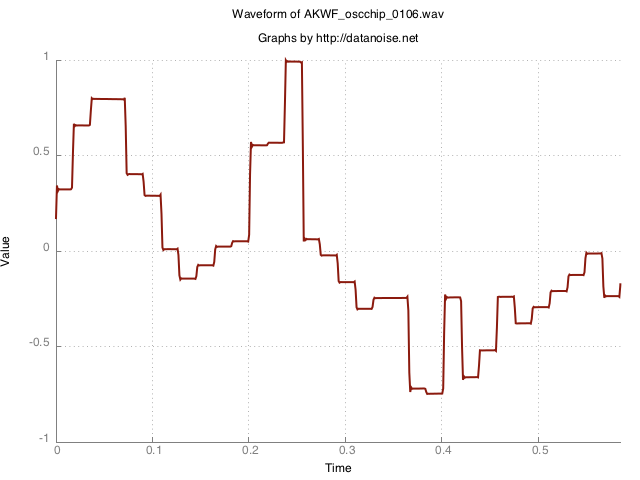 Waveform of AKWF_oscchip_0106.wav
Graphs by http://datanoise.net
1
0.5
0
-0.5
-1
Value
0 0.1 0.2 0.3 0.4 0.5
Time